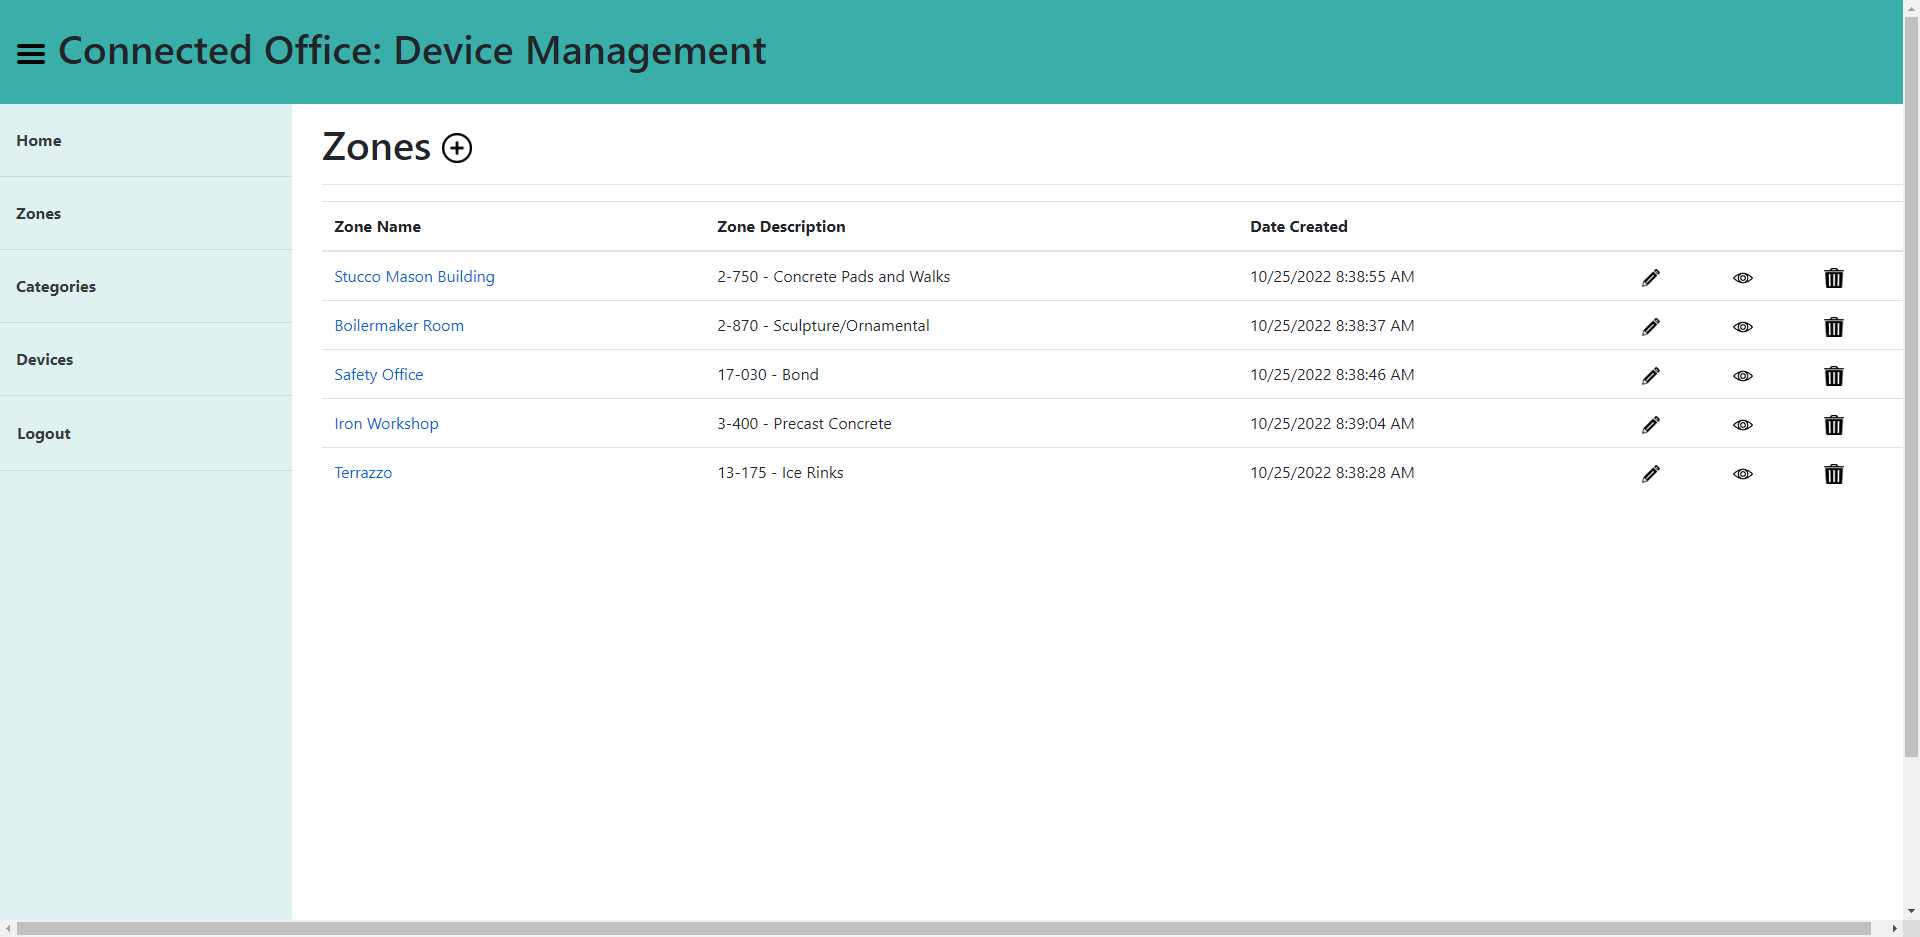 Connected Office: Device Management
Home
Zones
Categories
Devices
Logout
Zones
Zone Name Zone Description Date Created
Stucco Mason Building 2-750 - Concrete Pads and Walks 10/25/2022 8:38:55 AM
Boilermaker Room 2-870 - Sculpture/Ornamental 10/25/2022 8:38:37 AM
Safety Office 17-030 - Bond 10/25/2022 8:38:46 AM
Iron Workshop 3-400 - Precast Concrete 10/25/2022 8:39:04 AM
Terrazzo 13-175 - Ice Rinks 10/25/2022 8:38:28 AM